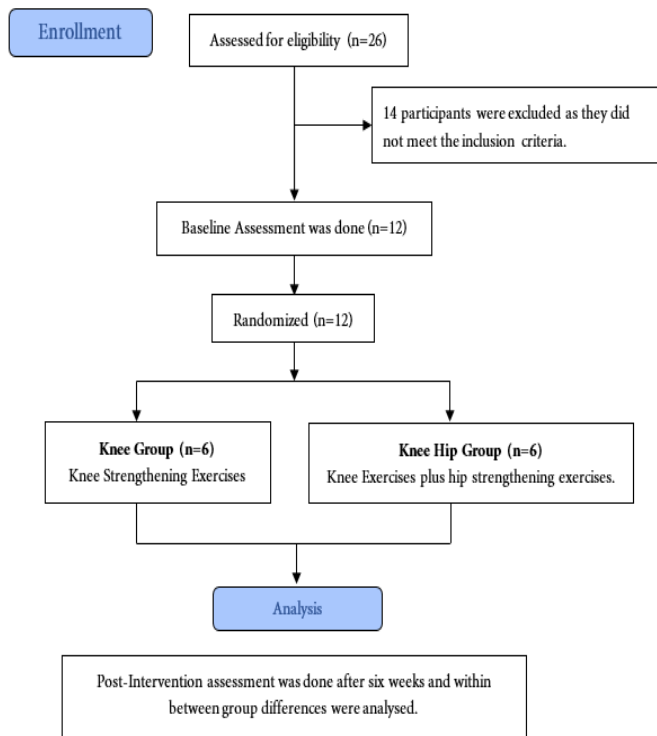 Enrollment
Assessed for eligibility (n=26)
14 participants were excluded as they did
not meet the inclusion criteria.
Baseline Assessment was done (n=12)
Randomized (n=12)
Knee Group (n=6)
Knee Strengthening Exercises
Knee Hip Group (n=6)
Knee Exercises plus hip strengthening exercises.
Analysis
Post-Intervention assessment was done after six weeks and within
between group differences were analysed.